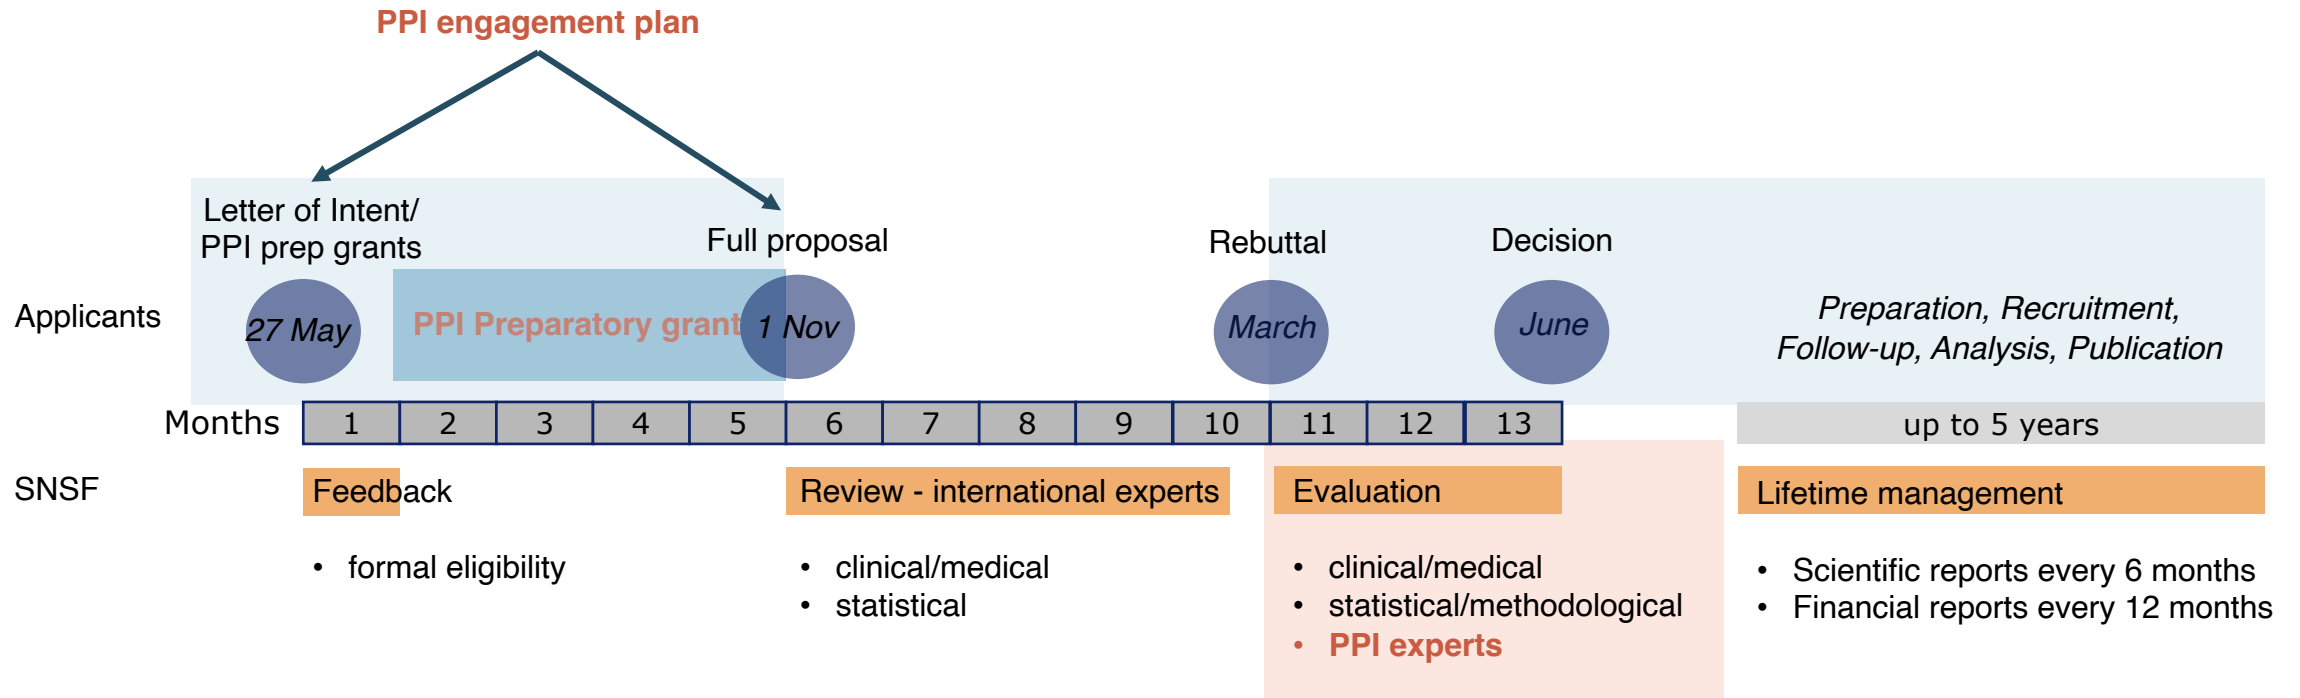 PPI engagement plan
Letter of Intent/
PPI prep grants
Full proposal
Rebuttal
Decision
Applicants
27 May
PPI Preparatory grant
1 Nov
March
June
Preparation, Recruitment,
Follow-up, Analysis, Publication
Months 1 2 3 4 5 6 7 8 9 10 11 12 13 up to 5 years
SNSF
Feedback
Review - international experts
Evaluation
Lifetime management
• formal eligibility
• clinical/medical
• statistical
• clinical/medical
• statistical/methodological
• PPI experts
• Scientific reports every 6 months
• Financial reports every 12 months